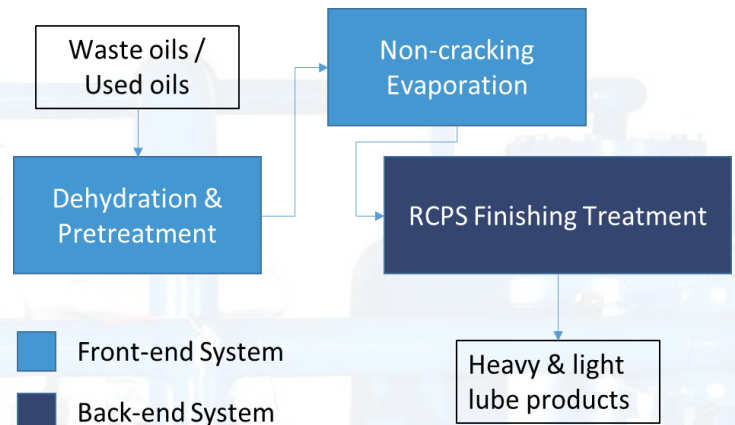 Waste oils /
Used oils
Non-cracking
Evaporation
Dehydration &
Pretreatment
RCPS Finishing Treatment
Front-end System
Back-end System
Heavy & light
lube products